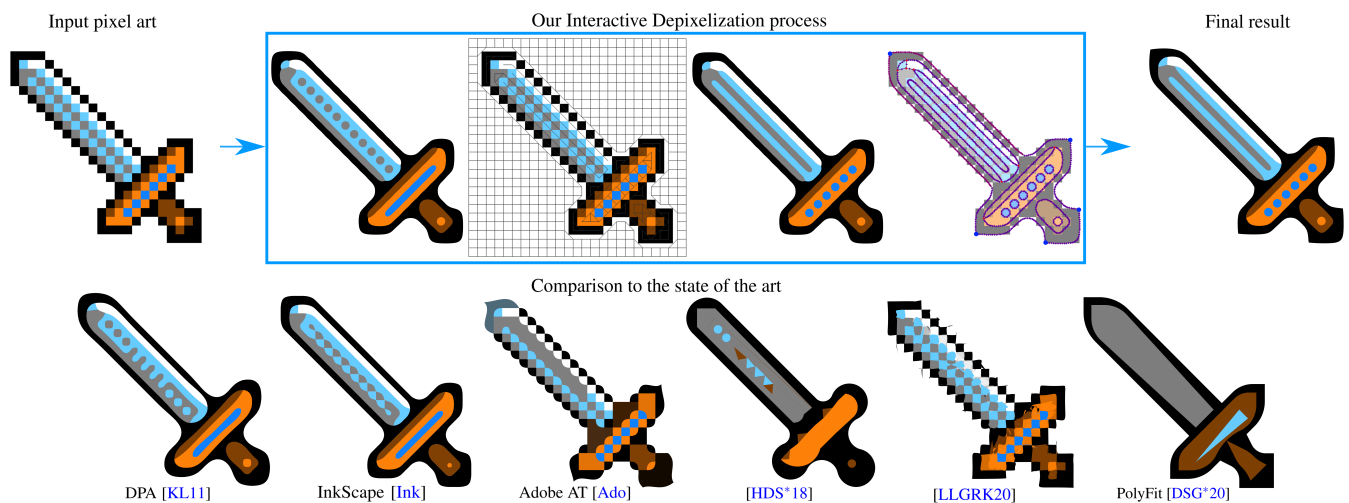 Input pixel art
Our Interactive Depixelization process
Final result
Comparison to the state of the art
DPA [KL11]
InkScape [Ink]
Adobe AT [Ado]
[HDS*18]
[LLGRK20]
PolyFit [DSG*20]